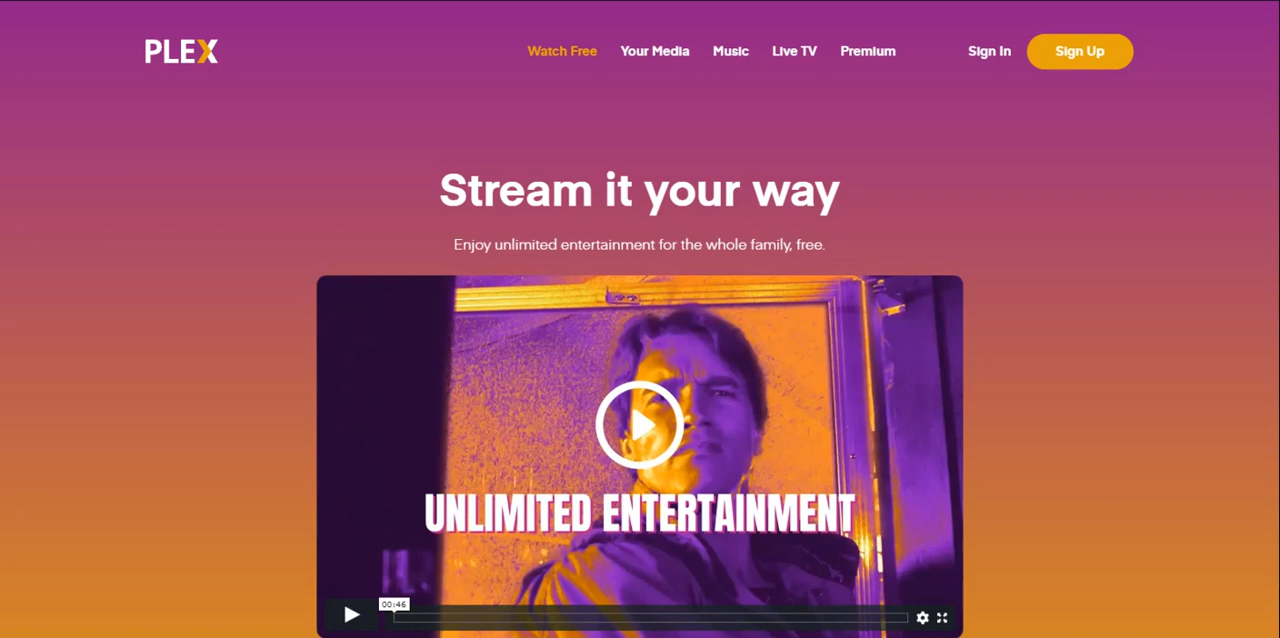 PLEX
Watch Free Your Media Music Live TV Premium Sign In Sign Up
Stream it your way
Enjoy unlimited entertainment for the whole family, free.
UNLIMITED ENTERTAINMENT
00:46